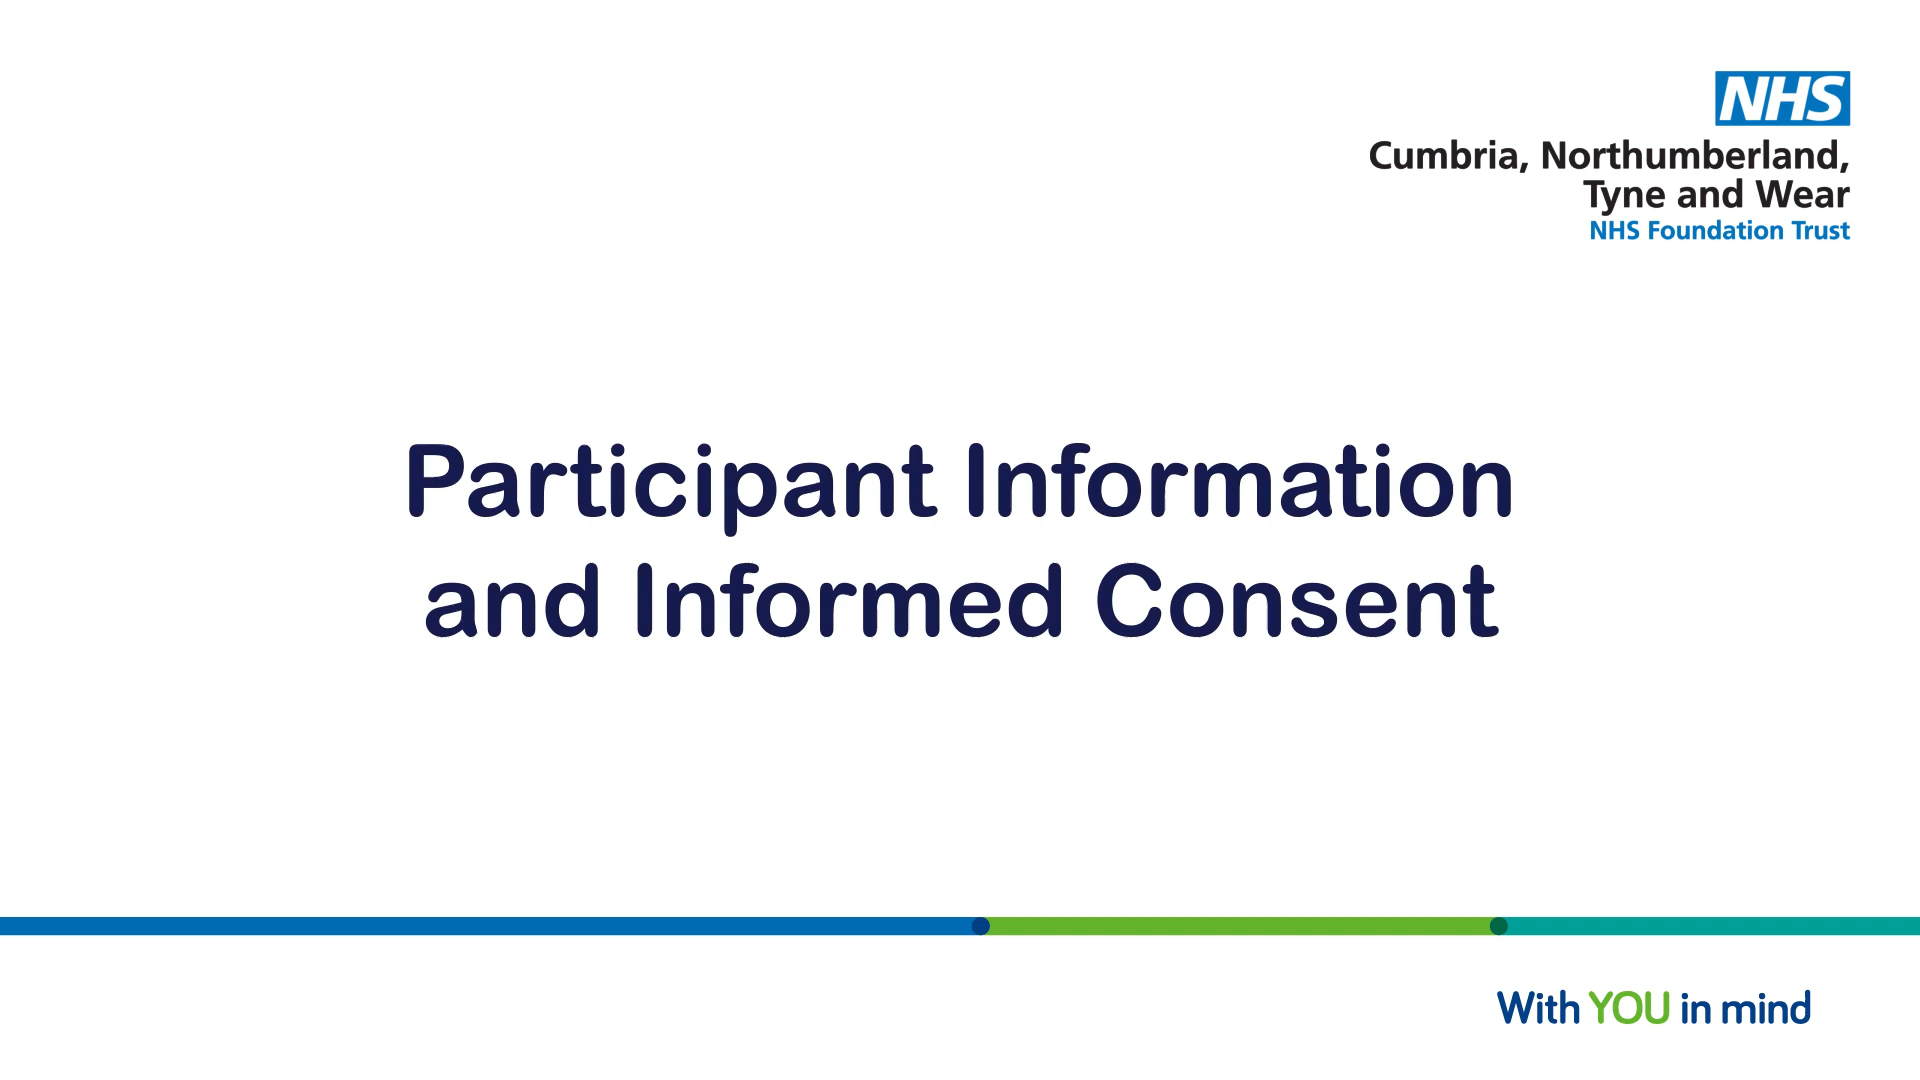 NHS
Cumbria, Northumberland,
Tyne and Wear
NHS Foundation Trust
Participant Information
and Informed Consent
With YOU in mind